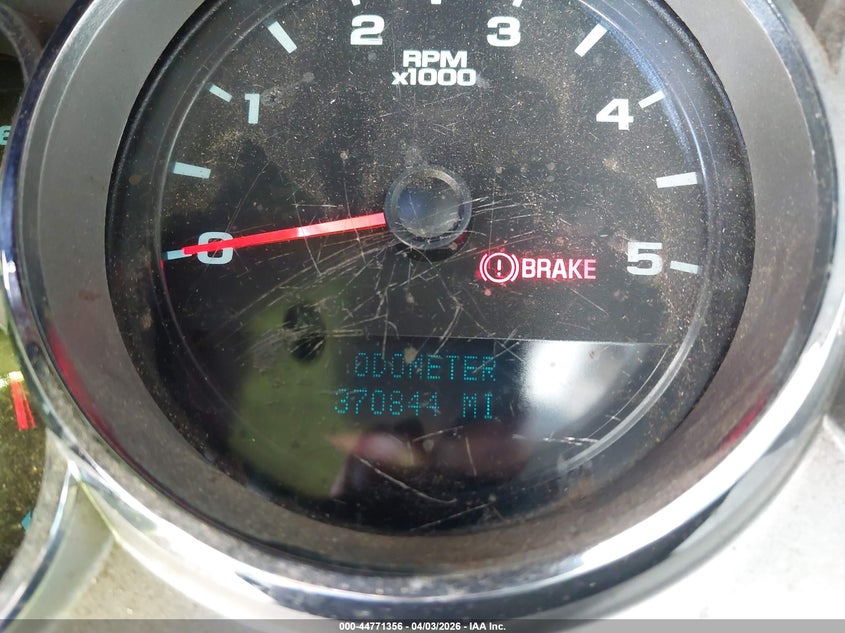 2
3
RPM
x1000
1
4
0
5
(!) BRAKE
ODOMETER
370844 MI
000-44771356 | 04/03/2026 | IAA Inc.